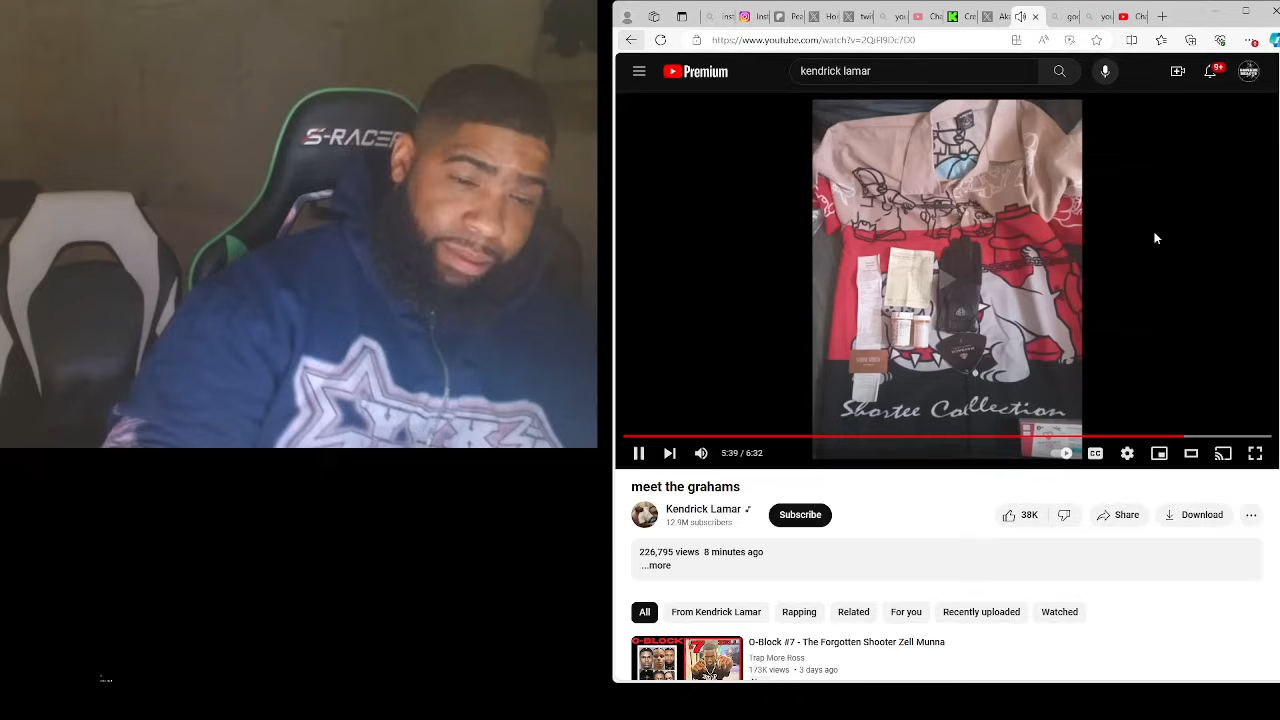 S-RACER
https://www.youtube.com/watch?v=2QiFl9Dc7D0
Premium
kendrick lamar
9+
Shortee Collection
5:39 / 6:32
CC
meet the grahams
Kendrick Lamar
12.9M subscribers
Subscribe
38K
Share
Download
226,795 views 8 minutes ago
...more
All
From Kendrick Lamar
Rapping
Related
For you
Recently uploaded
Watched
O-BLOCK
O-Block #7 - The Forgotten Shooter Zell Munna
Trap More Ross
173K views • 3 days ago